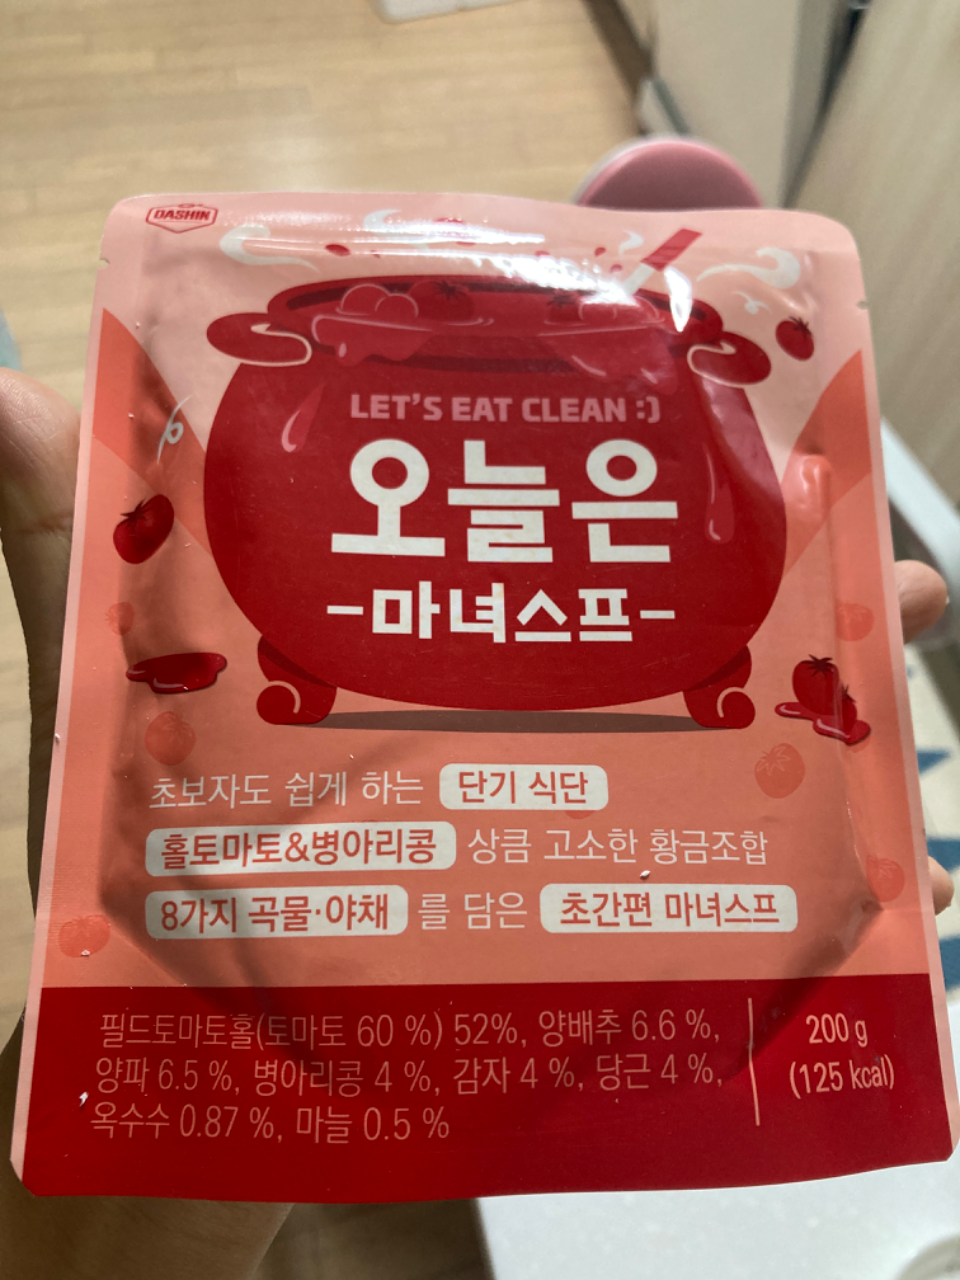 DASHIN
LET'S EAT CLEAN :)
오늘은
-마녀스프-
초보자도 쉽게 하는 단기 식단
홀토마토&병아리콩 상큼 고소한 황금조합
8가지 곡물·야채 를 담은 초간편 마녀스프
필드토마토홀(토마토 60 %) 52%, 양배추 6.6 %,
양파 6.5 %, 병아리콩 4 %, 감자 4 %, 당근 4 %,
옥수수 0.87 %, 마늘 0.5 %
200 g
(125 kcal)